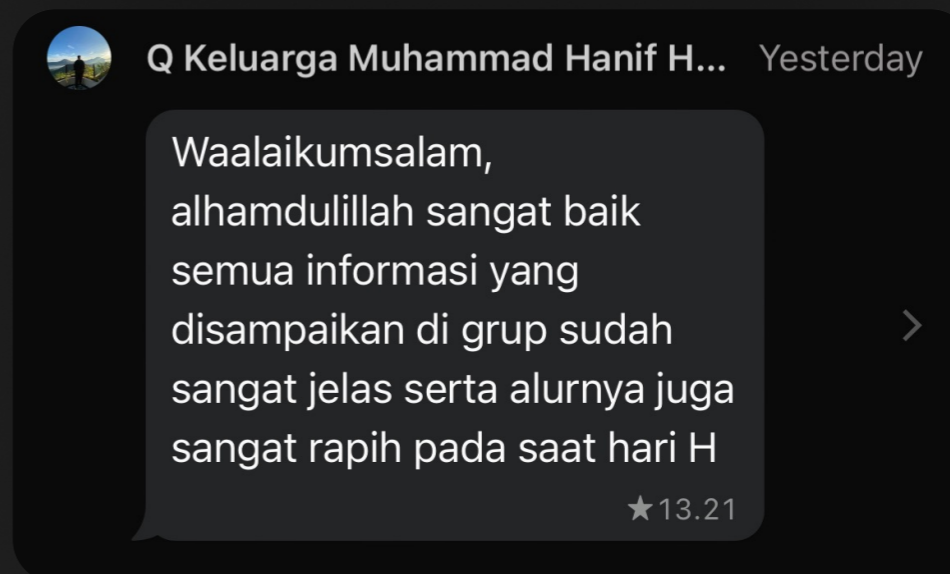 Q Keluarga Muhammad Hanif H... Yesterday
Waalaikumsalam,
alhamdulillah sangat baik
semua informasi yang
disampaikan di grup sudah
sangat jelas serta alurnya juga
sangat rapih pada saat hari H
★13.21